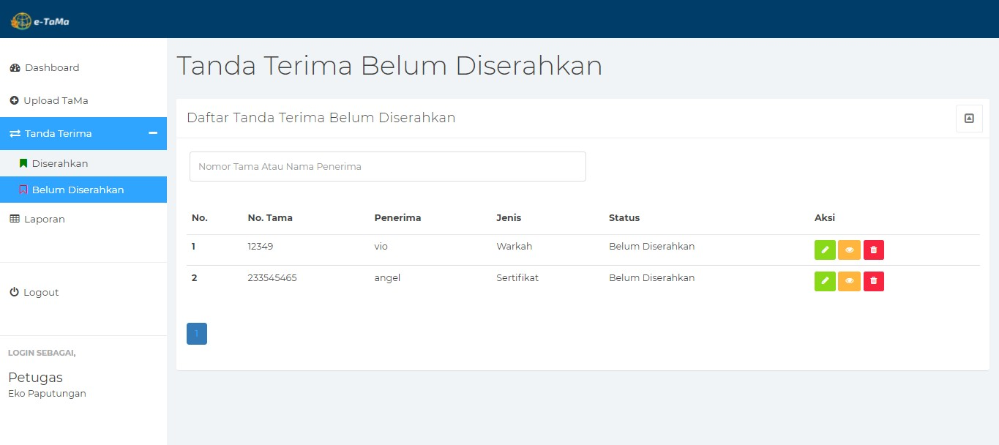 e-TaMa
Dashboard
Upload TaMa
Tanda Terima
Diserahkan
Belum Diserahkan
Laporan
Logout
LOGIN SEBAGAI,
Petugas
Eko Paputungan
Tanda Terima Belum Diserahkan
Daftar Tanda Terima Belum Diserahkan
Nomor Tama Atau Nama Penerima
No. No. Tama Penerima Jenis Status Aksi
1 12349 vio Warkah Belum Diserahkan
2 233545465 angel Sertifikat Belum Diserahkan
1